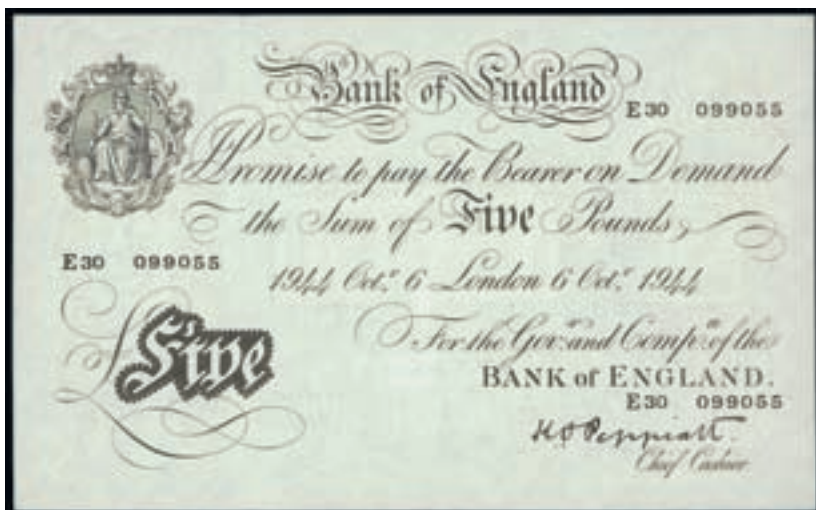 Bank of England
E30 099055
I Promise to pay the Bearer on Demand
the Sum of Five Pounds
E30 099055
1944 Oct.r 6 London 6 Oct.r 1944
For the Gov.r and Comp.a of the
BANK of ENGLAND.
£Five
E30 099055
K O Peppiatt
Chief Cashier